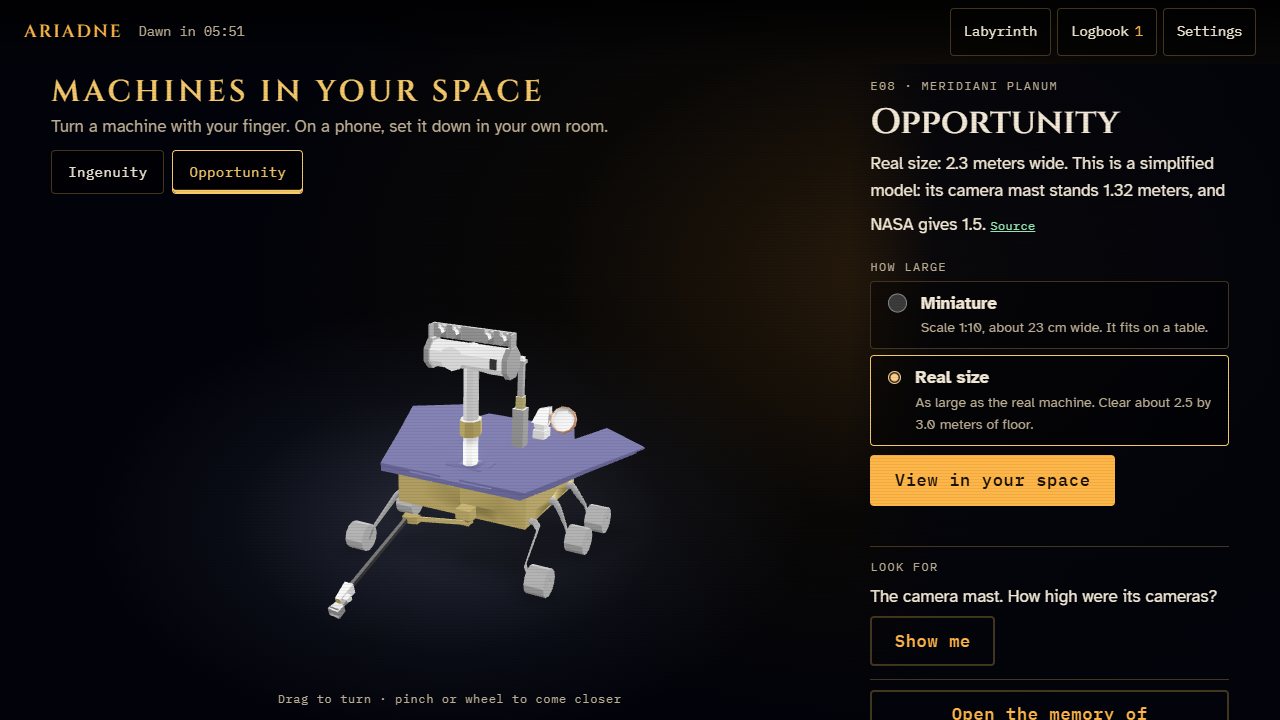 ARIADNE Dawn in 05:51
Labyrinth
Logbook 1
Settings
MACHINES IN YOUR SPACE
Turn a machine with your finger. On a phone, set it down in your own room.
Ingenuity
Opportunity
Drag to turn · pinch or wheel to come closer
E08 · MERIDIANI PLANUM
OPPORTUNITY
Real size: 2.3 meters wide. This is a simplified
model: its camera mast stands 1.32 meters, and
NASA gives 1.5. Source
HOW LARGE
Miniature
Scale 1:10, about 23 cm wide. It fits on a table.
Real size
As large as the real machine. Clear about 2.5 by
3.0 meters of floor.
View in your space
LOOK FOR
The camera mast. How high were its cameras?
Show me
Open the memory of